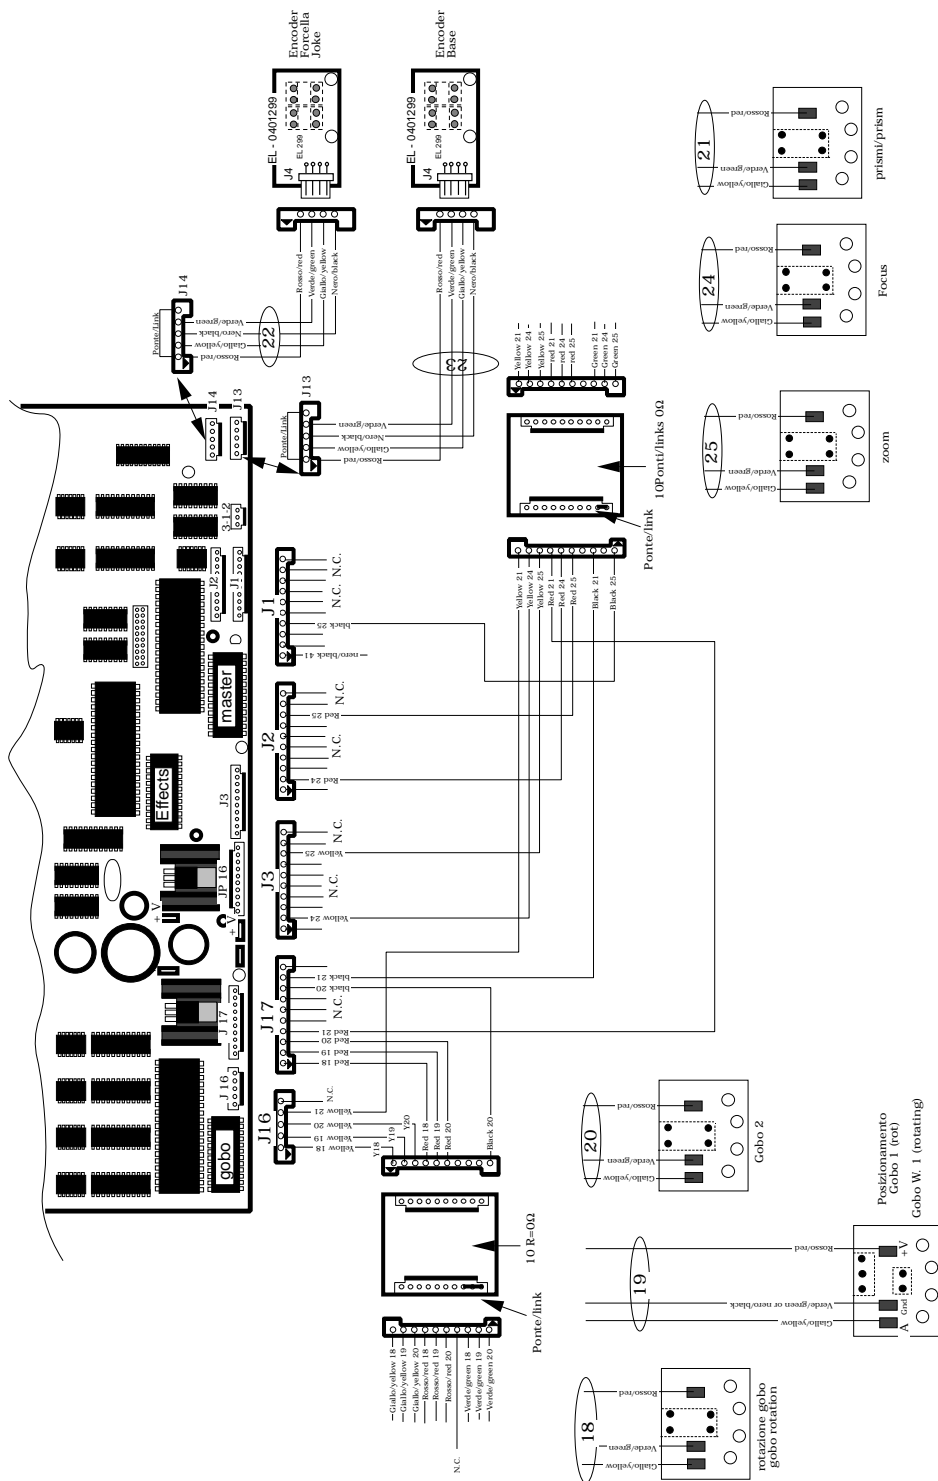 Encoder
Forcella
Joke
EL - 0401299
EL 299
J4
Rosso/red
Verde/green
Giallo/yellow
Nero/black
Encoder
Base
EL - 0401299
EL 299
J4
Rosso/red
Verde/green
Giallo/yellow
Nero/black
J14
Ponte/Link
Verde/green
Nero/black
Giallo/yellow
Rosso/red
22
23
J13
Ponte/Link
Verde/green
Nero/black
Giallo/yellow
Rosso/red
J14
J13
3-1-2
J2
J1
master
Effects
J3
JP 16
+ V
+ V
J 17
J 16
gobo
J1
N.C.
N.C.
black 25
nero/black 41
J2
N.C.
Red 25
N.C.
Red 24
J3
N.C.
Yellow 25
N.C.
Yellow 24
J17
black 21
black 20
N.C.
Red 21
Red 20
Red 19
Red 18
J16
N.C.
Yellow 21
Yellow 20
Yellow 19
Yellow 18
Yellow 21
Yellow 24
Yellow 25
red 21
red 24
red 25
Green 21
Green 24
Green 25
10Ponti/links 0Ω
Ponte/link
Yellow 21
Yellow 24
Yellow 25
Red 21
Red 24
Red 25
Black 21
Black 25
Y18
Y19
Y20
Red 18
Red 19
Red 20
Black 20
10 R=0Ω
Ponte/link
Giallo/yellow 18
Giallo/yellow 19
Giallo/yellow 20
Rosso/red 18
Rosso/red 19
Rosso/red 20
N.C.
Verde/green 18
Verde/green 19
Verde/green 20
21
Rosso/red
Verde/green
Giallo/yellow
prismi/prism
24
Rosso/red
Verde/green
Giallo/yellow
Focus
25
Rosso/red
Verde/green
Giallo/yellow
zoom
20
Rosso/red
Verde/green
Giallo/yellow
Gobo 2
19
Rosso/red
Verde/green or nero/black
Giallo/yellow
+V
Gnd
A
Posizionamento
Gobo 1 (rot)
Gobo W. 1 (rotating)
18
Rosso/red
Verde/green
Giallo/yellow
rotazione gobo
gobo rotation